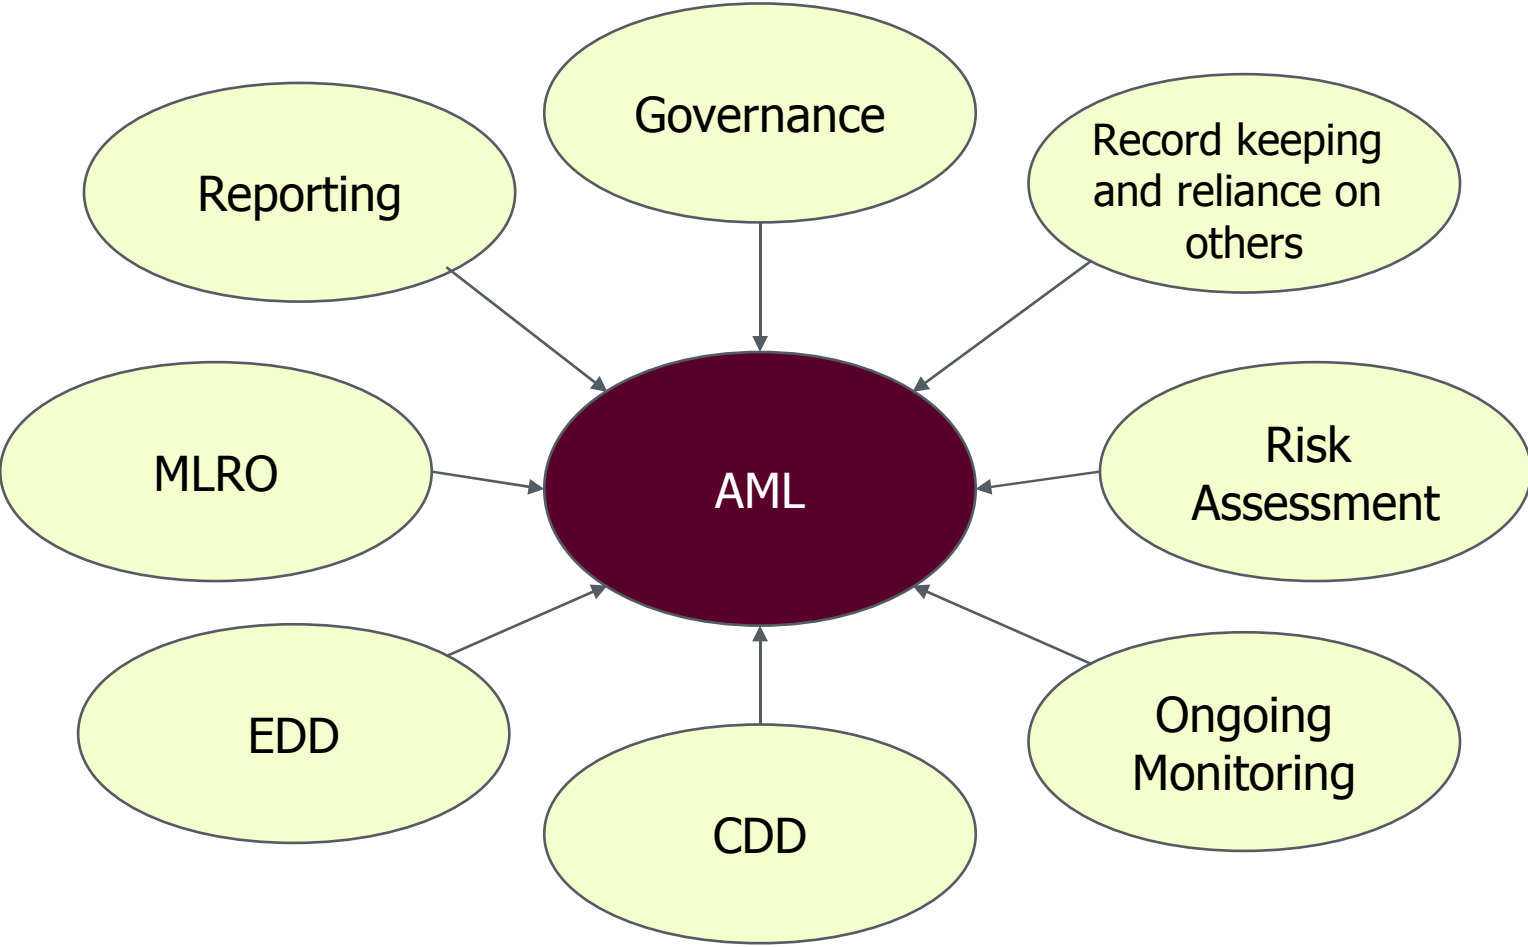 Governance
Record keeping
and reliance on
others
Reporting
Risk
Assessment
MLRO
AML
EDD
Ongoing
Monitoring
CDD